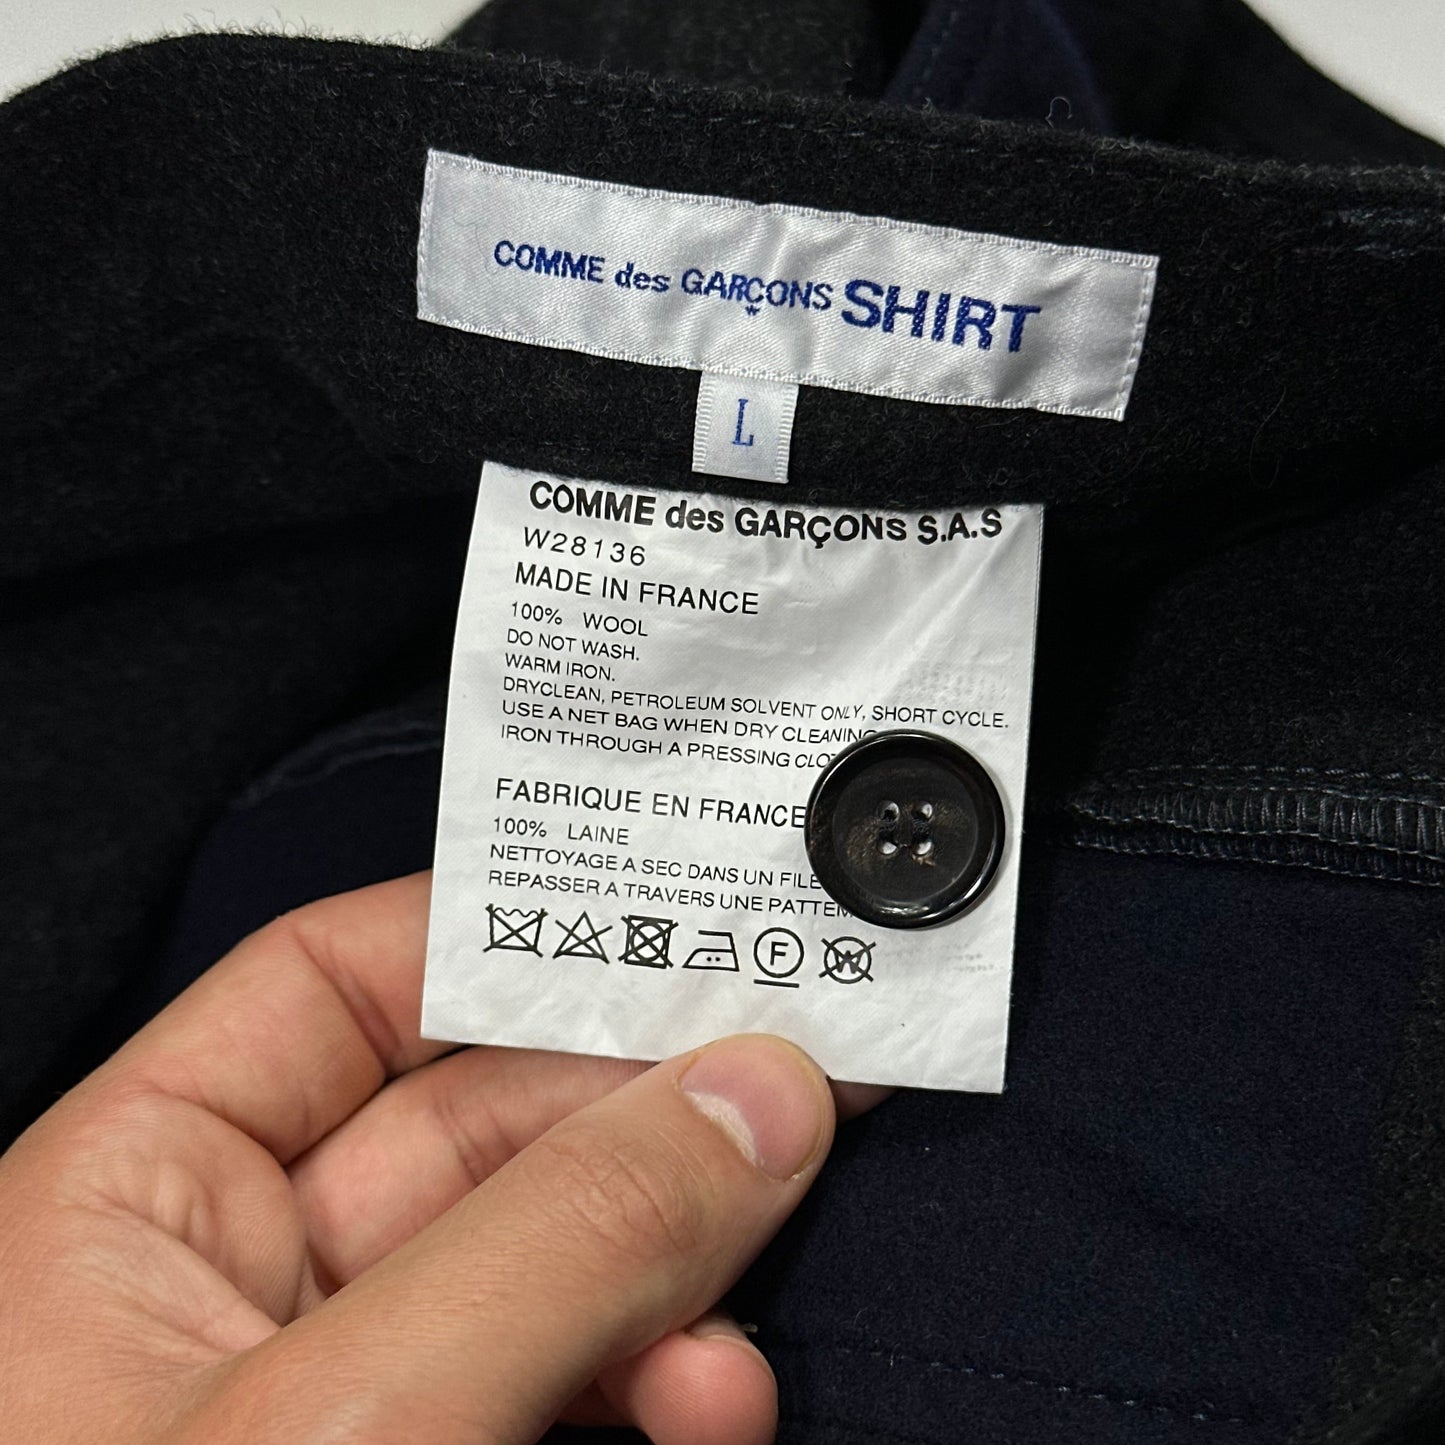 COMME des GARÇONS SHIRT
L
COMME des GARÇONS S.A.S
W28136
MADE IN FRANCE
100% WOOL
DO NOT WASH.
WARM IRON.
DRYCLEAN, PETROLEUM SOLVENT ONLY, SHORT CYCLE.
USE A NET BAG WHEN DRY CLEANING
IRON THROUGH A PRESSING
FABRIQUE EN FRANCE
100% LAINE
NETTOYAGE A SEC DANS UN
REPASSER A TRAVERS UNE
F
W